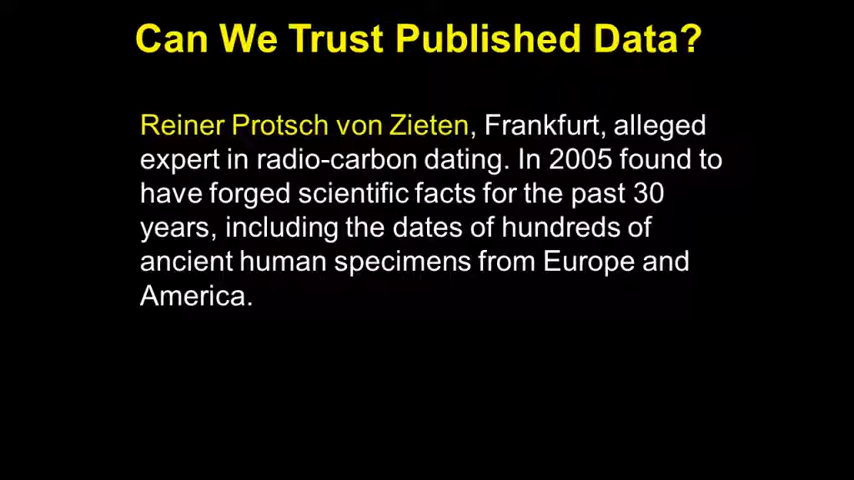 Can We Trust Published Data?
Reiner Protsch von Zieten, Frankfurt, alleged
expert in radio-carbon dating. In 2005 found to
have forged scientific facts for the past 30
years, including the dates of hundreds of
ancient human specimens from Europe and
America.